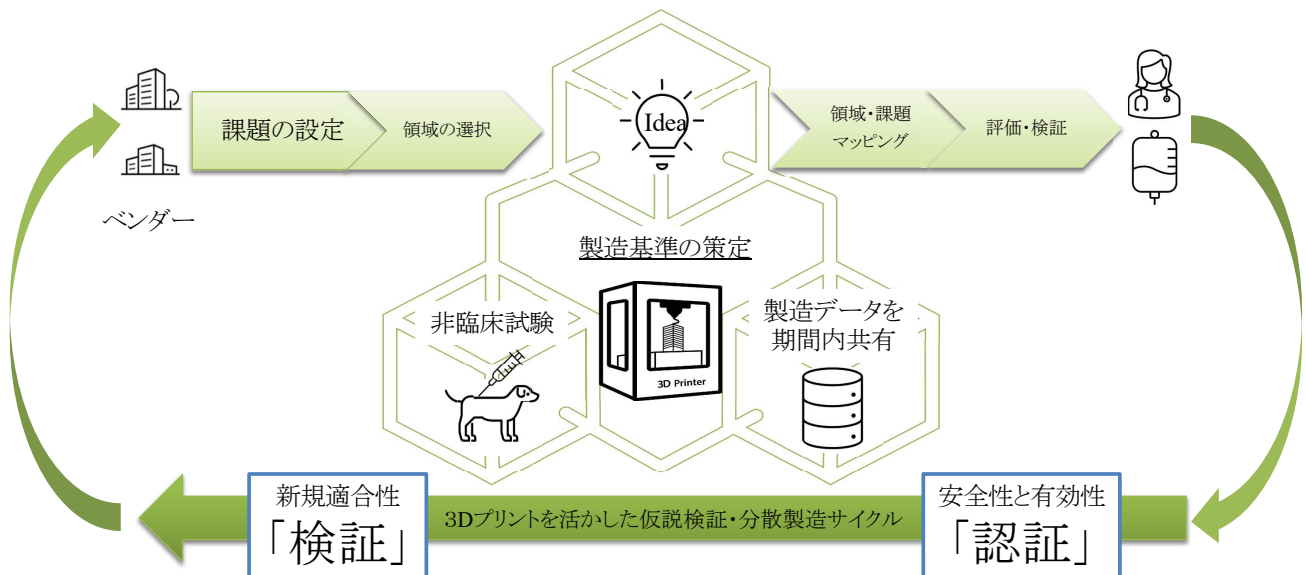 課題の設定
領域の選択
Idea
領域・課題
マッピング
評価・検証
ベンダー
製造基準の策定
非臨床試験
3D Printer
製造データを
期間内共有
新規適合性
「検証」
3Dプリントを活かした仮説検証・分散製造サイクル
安全性と有効性
「認証」